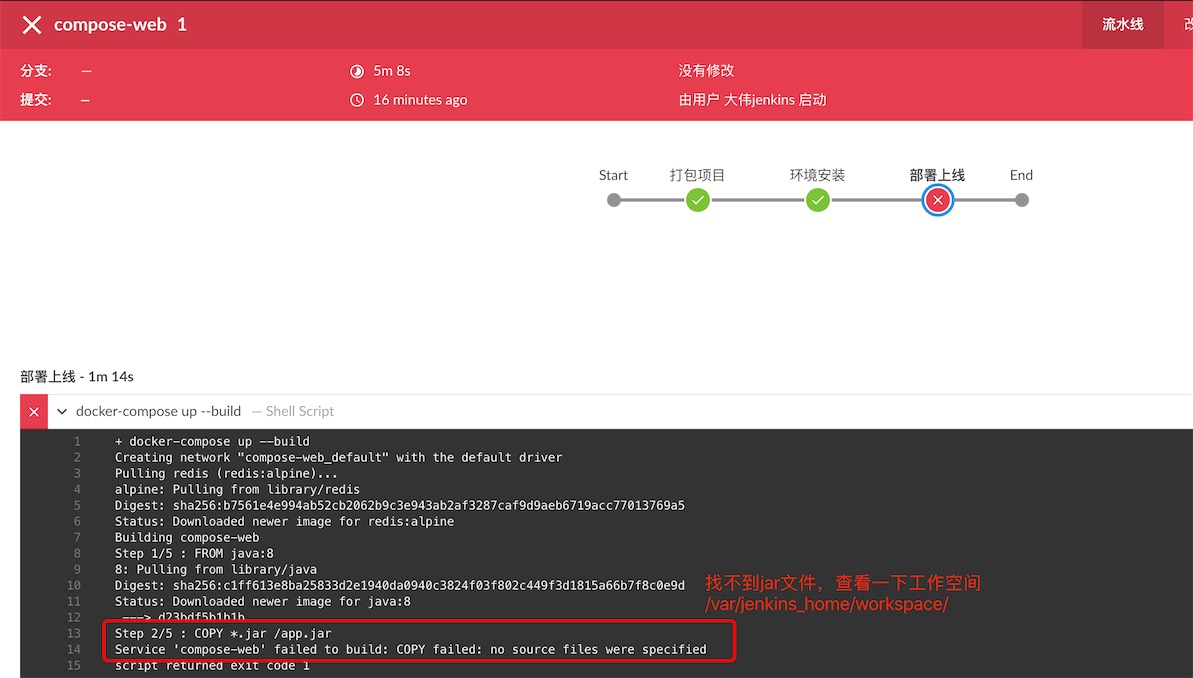 compose-web 1
流水线
改
分支: —
5m 8s
没有修改
提交: —
16 minutes ago
由用户 大伟jenkins 启动
Start
打包项目
环境安装
部署上线
End
部署上线 - 1m 14s
docker-compose up --build — Shell Script
1 + docker-compose up --build
2 Creating network "compose-web_default" with the default driver
3 Pulling redis (redis:alpine)...
4 alpine: Pulling from library/redis
5 Digest: sha256:b7561e4e994ab52cb2062b9c3e943ab2af3287caf9d9aeb6719acc77013769a5
6 Status: Downloaded newer image for redis:alpine
7 Building compose-web
8 Step 1/5 : FROM java:8
9 8: Pulling from library/java
10 Digest: sha256:c1ff613e8ba25833d2e1940da0940c3824f03f802c449f3d1815a66b7f8c0e9d
11 Status: Downloaded newer image for java:8
12 ---> d23bdf5b1b1b
13 Step 2/5 : COPY *.jar /app.jar
14 Service 'compose-web' failed to build: COPY failed: no source files were specified
15 script returned exit code 1
找不到jar文件，查看一下工作空间
/var/jenkins_home/workspace/